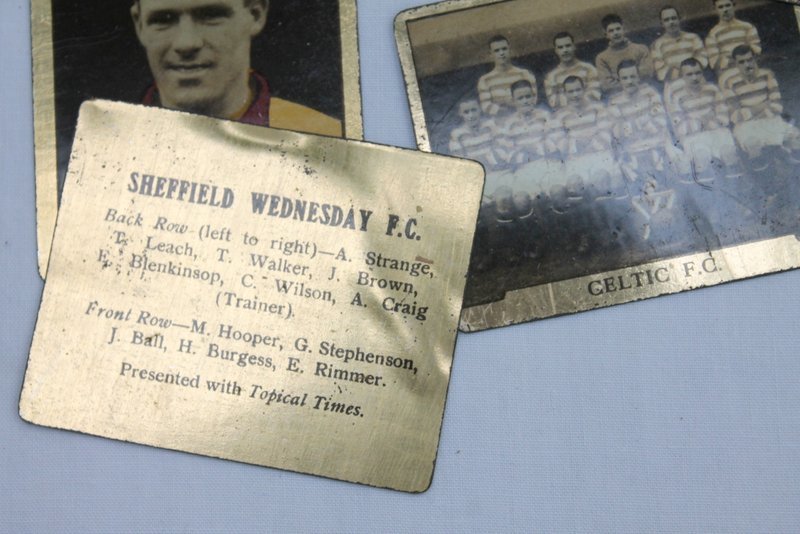 SHEFFIELD WEDNESDAY F.C.
Back Row (left to right)—A. Strange,
T. Leach, T. Walker, J. Brown,
E. Blenkinsop, C. Wilson, A. Craig
(Trainer).
Front Row—M. Hooper, G. Stephenson,
J. Ball, H. Burgess, E. Rimmer.
Presented with Topical Times.
CELTIC F.C.